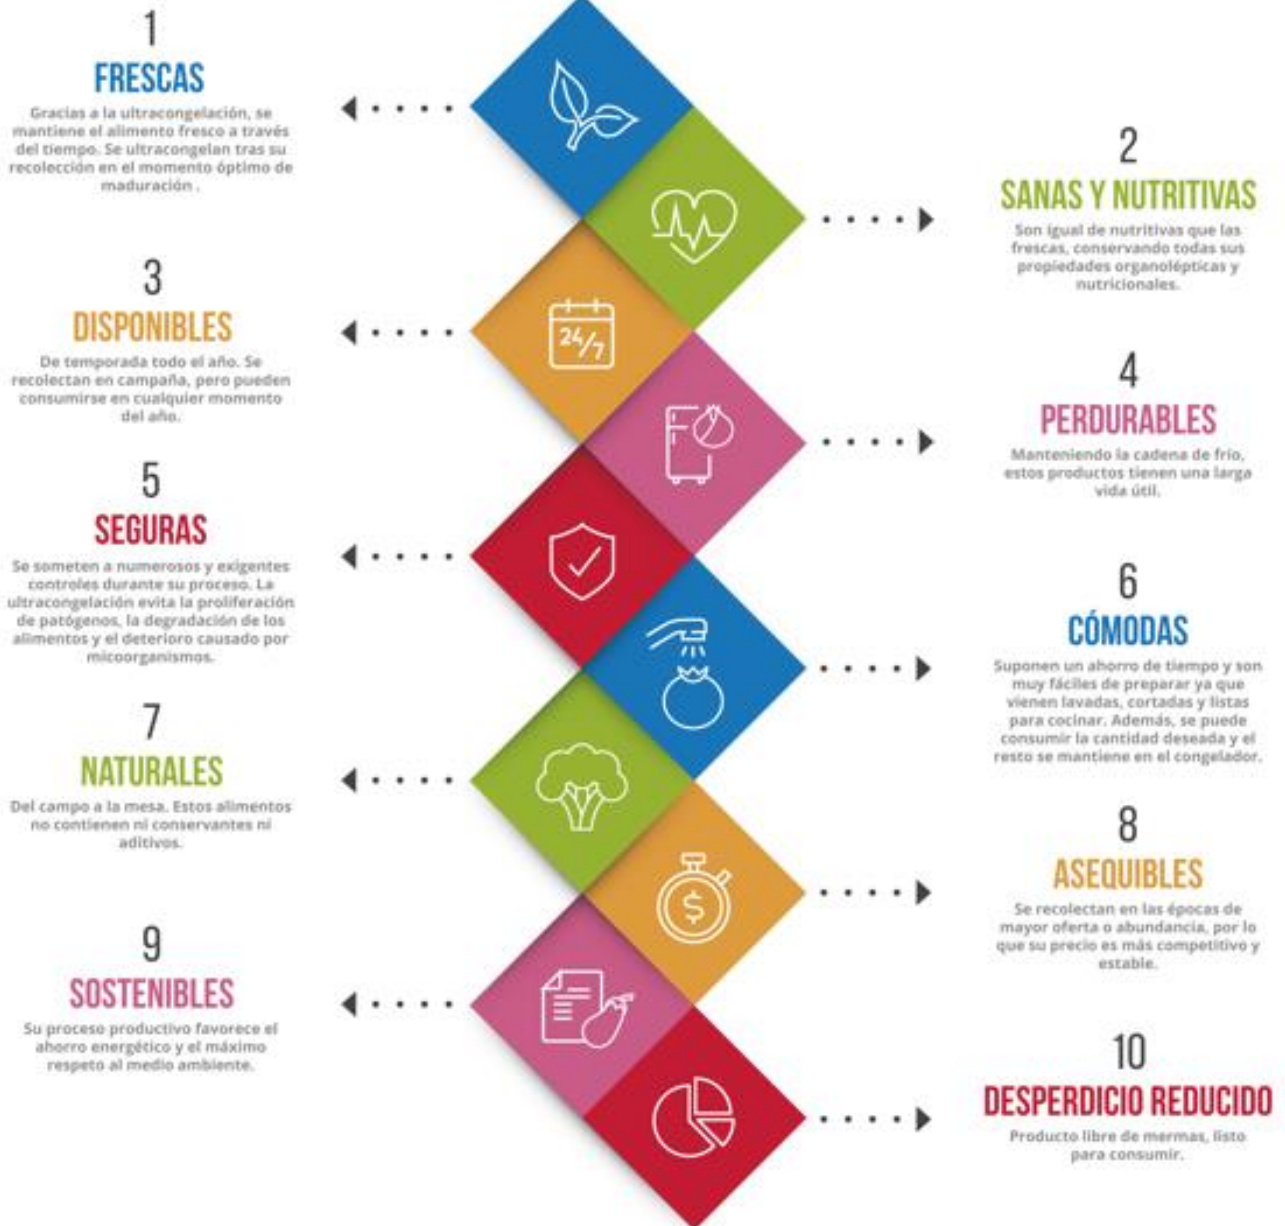 1
FRESCAS
Gracias a la ultracongelación, se
mantiene el alimento fresco a través
del tiempo. Se ultracongelan tras su
recolección en el momento óptimo de
maduración .
2
SANAS Y NUTRITIVAS
Son igual de nutritivas que las
frescas, conservando todas sus
propiedades organolépticas y
nutricionales.
3
DISPONIBLES
De temporada todo el año. Se
recolectan en campaña, pero pueden
consumirse en cualquier momento
del año.
24/7
4
PERDURABLES
Manteniendo la cadena de frío,
estos productos tienen una larga
vida útil.
5
SEGURAS
Se someten a numerosos y exigentes
controles durante su proceso. La
ultracongelación evita la proliferación
de patógenos, la degradación de los
alimentos y el deterioro causado por
micoorganismos.
6
CÓMODAS
Suponen un ahorro de tiempo y son
muy fáciles de preparar ya que
vienen lavadas, cortadas y listas
para cocinar. Además, se puede
consumir la cantidad deseada y el
resto se mantiene en el congelador.
7
NATURALES
Del campo a la mesa. Estos alimentos
no contienen ni conservantes ni
aditivos.
8
ASEQUIBLES
Se recolectan en las épocas de
mayor oferta o abundancia, por lo
que su precio es más competitivo y
estable.
$
9
SOSTENIBLES
Su proceso productivo favorece el
ahorro energético y el máximo
respeto al medio ambiente.
10
DESPERDICIO REDUCIDO
Producto libre de mermas, listo
para consumir.